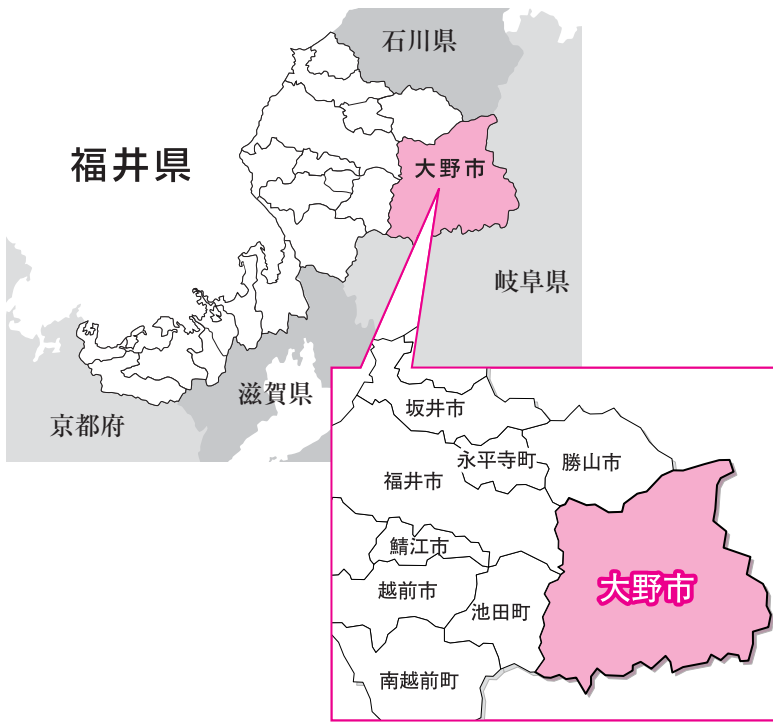 石川県
福井県
大野市
岐阜県
滋賀県
京都府
坂井市
永平寺町
勝山市
福井市
鯖江市
大野市
越前市
池田町
南越前町